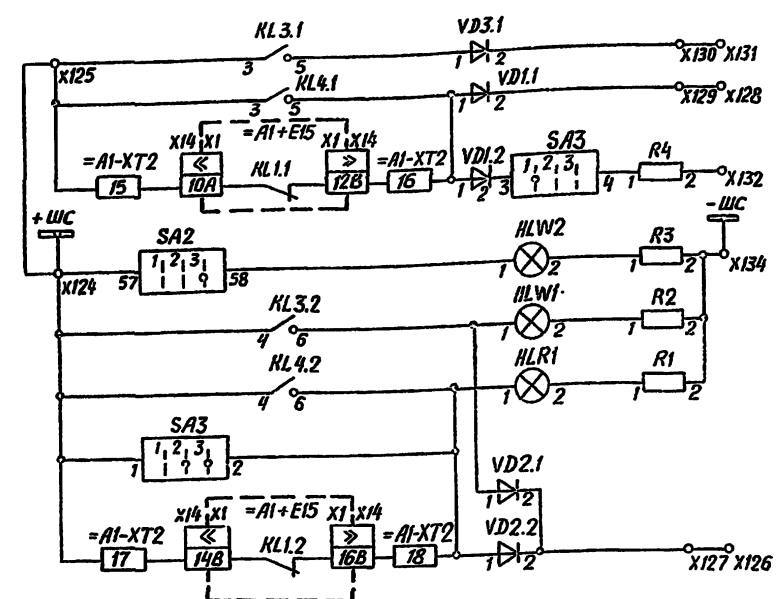 KL3.1
VD3.1
3 5
1 2
X130 X131
X125
KL4.1
VD1.1
3 5
1 2
X129 X128
X14 X1
=A1+E15
X1 X14
=A1-XT2
=A1-XT2
15
<<
10A
KL1.1
>>
12B
16
VD1.2
1 2
SA3
1 2 3
3 4
R4
1 2
X132
+ШС
-ШС
SA2
1 2 3
57 58
X124
HLW2
1 2
R3
1 2
X134
KL3.2
4 6
HLW1
1 2
R2
1 2
KL4.2
4 6
HLR1
1 2
R1
1 2
SA3
1 2 3
1 2
VD2.1
1 2
X14 X1
=A1+E15
X1 X14
=A1-XT2
=A1-XT2
17
<<
14B
KL1.2
>>
16B
18
VD2.2
1 2
X127 X126